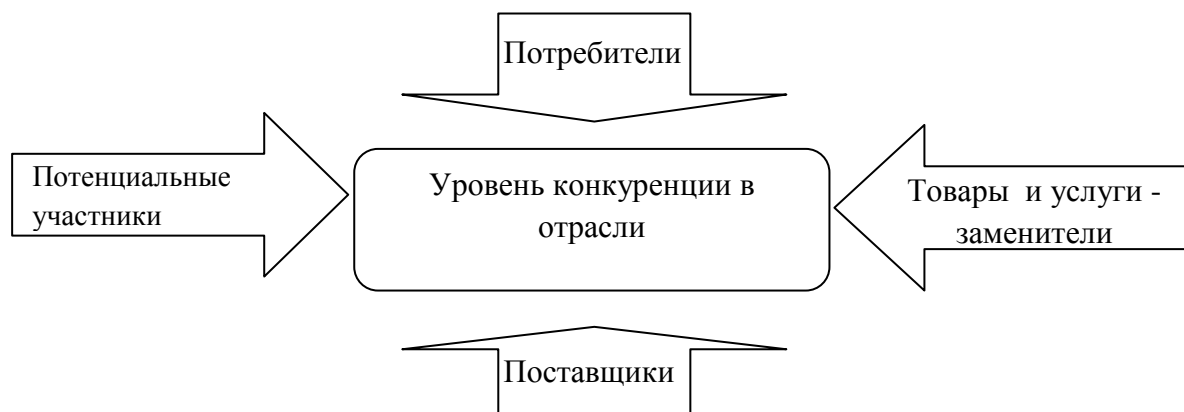 Потребители
Потенциальные
участники
Уровень конкуренции в
отрасли
Товары и услуги -
заменители
Поставщики